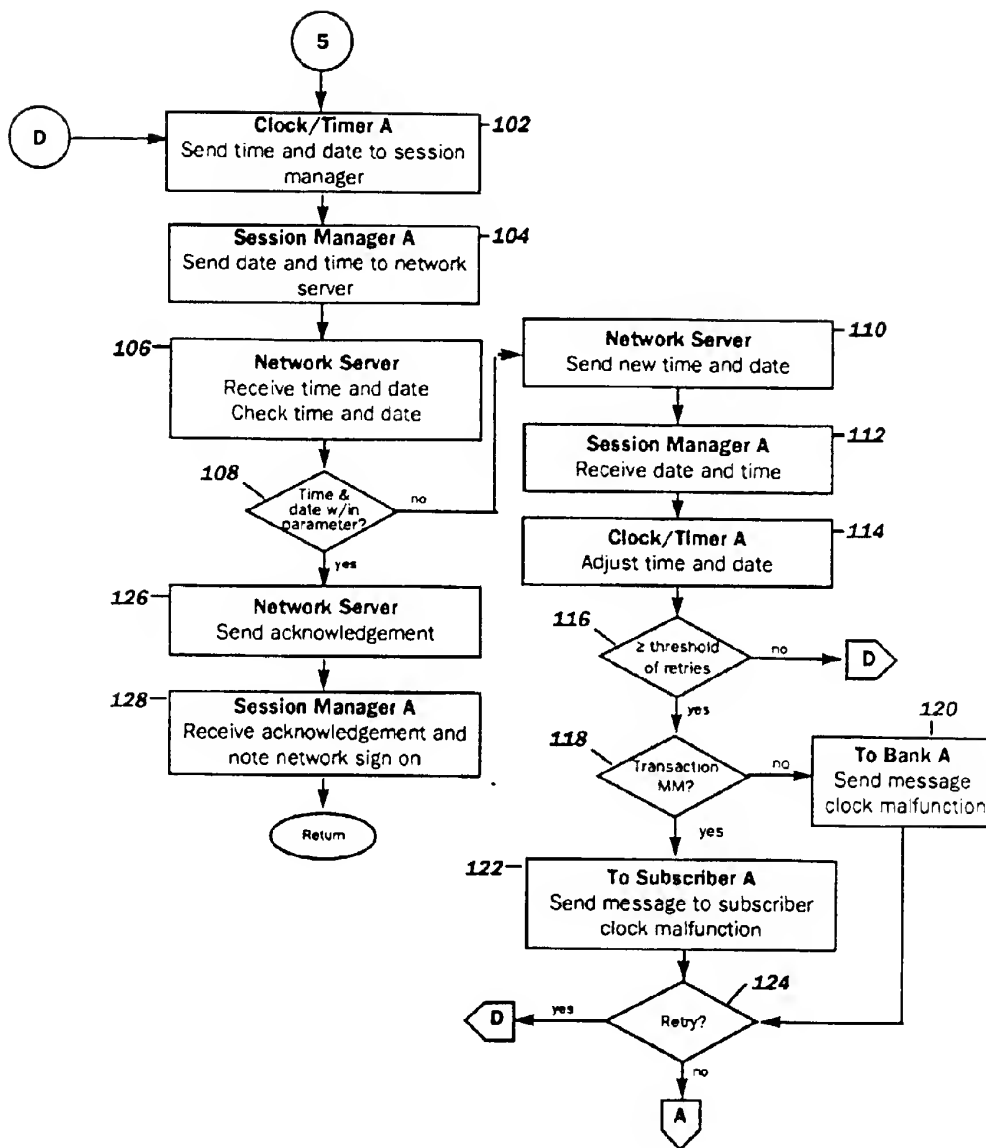 5
D
Clock/Timer A
102
Send time and date to session
manager
Session Manager A
104
Send date and time to network
server
106
Network Server
Receive time and date
Check time and date
108
Time &
date w/in
parameter?
no
yes
126
Network Server
Send acknowledgement
128
Session Manager A
Receive acknowledgement and
note network sign on
Return
Network Server
110
Send new time and date
Session Manager A
112
Receive date and time
Clock/Timer A
114
Adjust time and date
116
≥ threshold
of retries
no
D
yes
118
Transaction
MM?
no
yes
120
To Bank A
Send message
clock malfunction
122
To Subscriber A
Send message to subscriber
clock malfunction
124
Retry?
yes
D
no
A